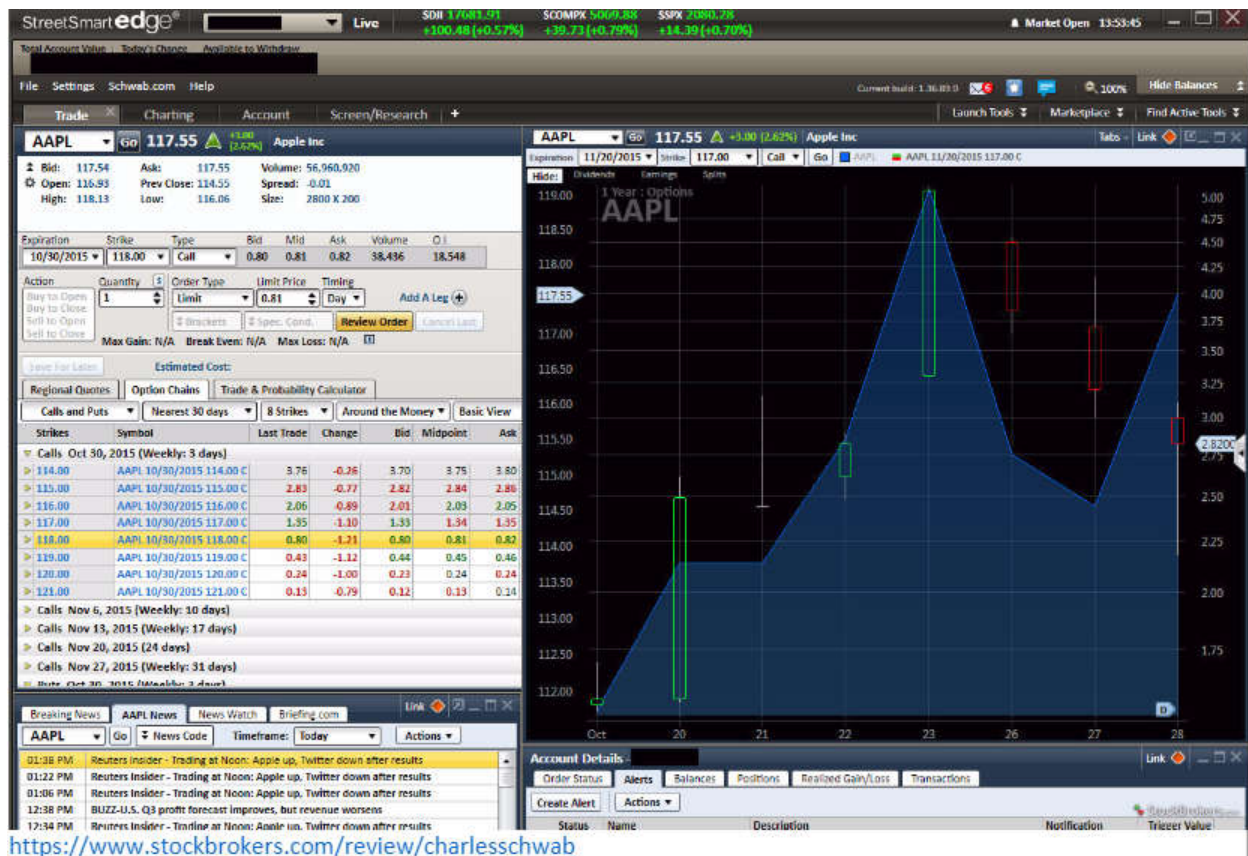 StreetSmart edge®
Live
$DJI 17681.91 $COMPX 5069.88 $SPX 2080.28
+100.48 (+0.57%) +39.73 (+0.79%) +14.39 (+0.70%)
Market Open 13:53:45
Total Account Value Today's Change Available to Withdraw
File Settings Schwab.com Help
100% Hide Balances
Trade Charting Account Screen/Research +
Launch Tools Marketplace Find Active Tools
AAPL Go 117.55 +3.00 (2.62%) Apple Inc
Bid: 117.54 Ask: 117.55 Volume: 56,960,920
Open: 116.93 Prev Close: 114.55 Spread: -0.01
High: 118.13 Low: 116.06 Size: 2800 X 200
Expiration Strike Type Bid Mid Ask Volume O.I.
10/30/2015 118.00 Call 0.80 0.81 0.82 38,436 18,548
Action Quantity Order Type Limit Price Timing
Buy to Open
Buy to Close
Sell to Open
Sell to Close
1 Limit 0.81 Day Add A Leg
Brackets Spec. Cond. Review Order Cancel Last
Max Gain: N/A Break Even: N/A Max Loss: N/A
Save For Later Estimated Cost:
Regional Quotes Option Chains Trade & Probability Calculator
Calls and Puts Nearest 30 days 8 Strikes Around the Money Basic View
Strikes Symbol Last Trade Change Bid Midpoint Ask
Calls Oct 30, 2015 (Weekly: 3 days)
114.00 AAPL 10/30/2015 114.00 C 3.76 -0.26 3.70 3.75 3.80
115.00 AAPL 10/30/2015 115.00 C 2.83 -0.77 2.82 2.84 2.86
116.00 AAPL 10/30/2015 116.00 C 2.06 -0.89 2.01 2.03 2.05
117.00 AAPL 10/30/2015 117.00 C 1.35 -1.10 1.33 1.34 1.35
118.00 AAPL 10/30/2015 118.00 C 0.80 -1.21 0.80 0.81 0.82
119.00 AAPL 10/30/2015 119.00 C 0.43 -1.12 0.44 0.45 0.46
120.00 AAPL 10/30/2015 120.00 C 0.24 -1.00 0.23 0.24 0.24
121.00 AAPL 10/30/2015 121.00 C 0.13 -0.79 0.12 0.13 0.14
Calls Nov 6, 2015 (Weekly: 10 days)
Calls Nov 13, 2015 (Weekly: 17 days)
Calls Nov 20, 2015 (24 days)
Calls Nov 27, 2015 (Weekly: 31 days)
Puts Oct 30, 2015 (Weekly: 3 days)
AAPL Go 117.55 +3.00 (2.62%) Apple Inc Tabs Link
Expiration 11/20/2015 Strike 117.00 Call Go AAPL AAPL 11/20/2015 117.00 C
Hide: Dividends Earnings Splits
1 Year : Options
AAPL
119.00
118.50
118.00
117.55
117.00
116.50
116.00
115.50
115.00
114.50
114.00
113.50
113.00
112.50
112.00
5.00
4.75
4.50
4.25
4.00
3.75
3.50
3.25
3.00
2.8200
2.75
2.50
2.25
2.00
1.75
D
Oct 20 21 22 23 26 27 28
Link
Breaking News AAPL News News Watch Briefing.com
AAPL Go News Code Timeframe: Today Actions
01:38 PM Reuters Insider - Trading at Noon: Apple up, Twitter down after results
01:22 PM Reuters Insider - Trading at Noon: Apple up, Twitter down after results
01:06 PM Reuters Insider - Trading at Noon: Apple up, Twitter down after results
12:38 PM BUZZ-U.S. Q3 profit forecast improves, but revenue worsens
12:34 PM Reuters Insider - Trading at Noon: Apple up, Twitter down after results
Account Details - Link
Order Status Alerts Balances Positions Realized Gain/Loss Transactions
Create Alert Actions
Status Name Description Notification Trigger Value
https://www.stockbrokers.com/review/charlesschwab